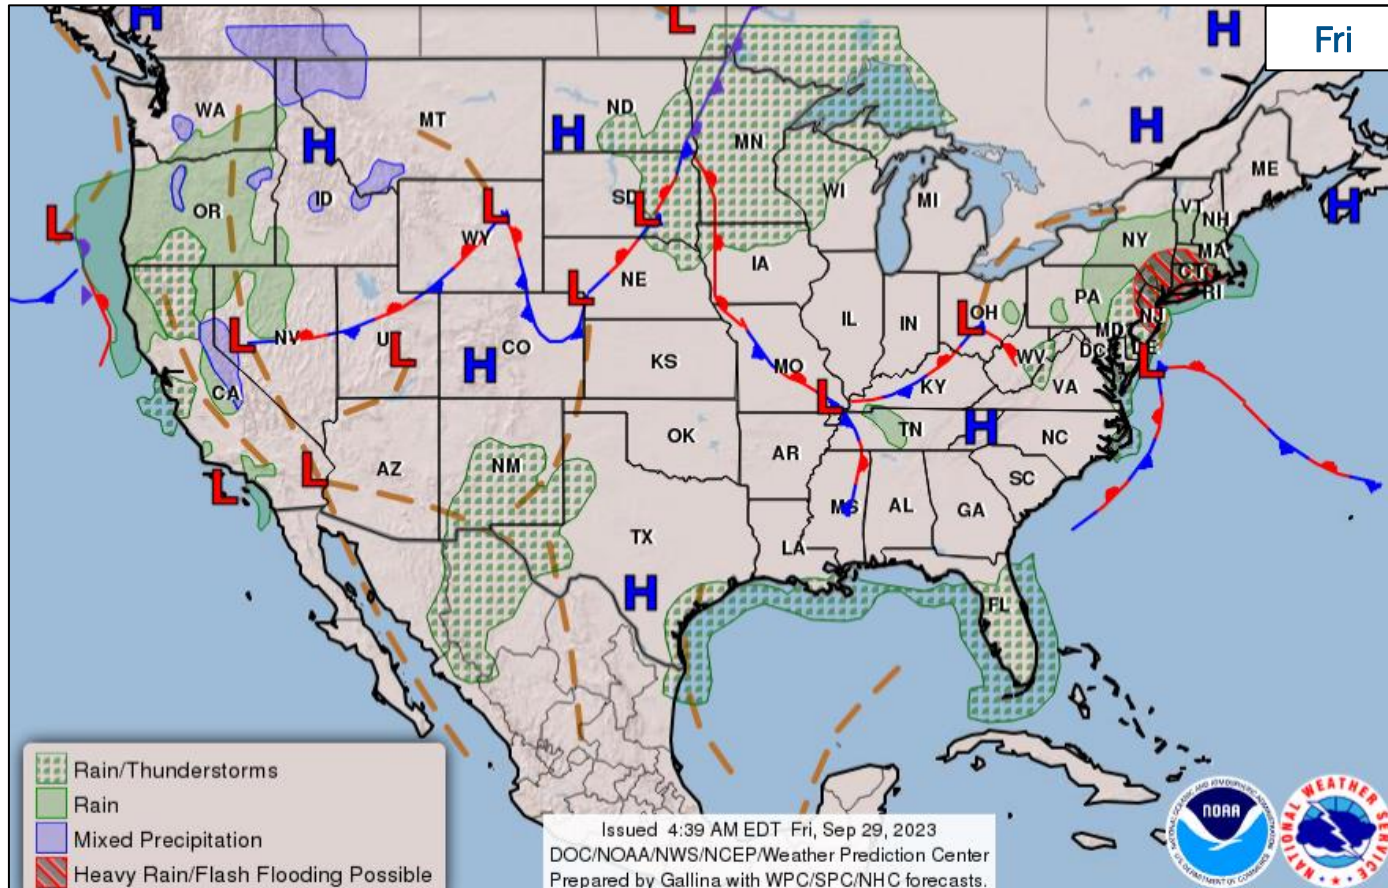 Fri
H
L
H
L
H
H
H
H
H
L
L
L
L
L
L
L
H
L
L
H
L
L
H
WA
MT
ND
MN
OR
ID
SD
WI
MI
ME
VT
NH
NY
MA
CT
RI
WY
NE
IA
PA
NJ
NV
CO
IL
IN
OH
MD
DC
DE
WV
VA
CA
KS
MO
KY
AZ
NM
OK
AR
TN
NC
SC
TX
LA
MS
AL
GA
FL
Rain/Thunderstorms
Rain
Mixed Precipitation
Heavy Rain/Flash Flooding Possible
Issued 4:39 AM EDT Fri, Sep 29, 2023
DOC/NOAA/NWS/NCEP/Weather Prediction Center
Prepared by Gallina with WPC/SPC/NHC forecasts.
NOAA
NATIONAL WEATHER SERVICE